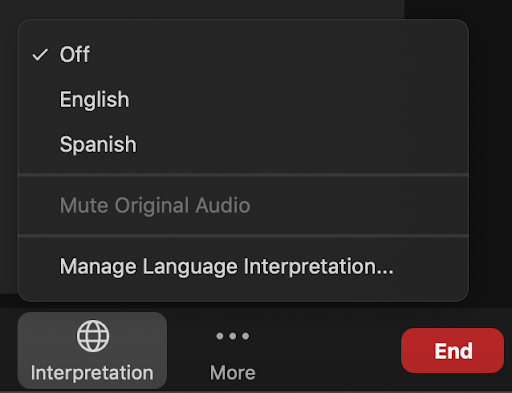 Off
English
Spanish
Mute Original Audio
Manage Language Interpretation...
Interpretation
More
End